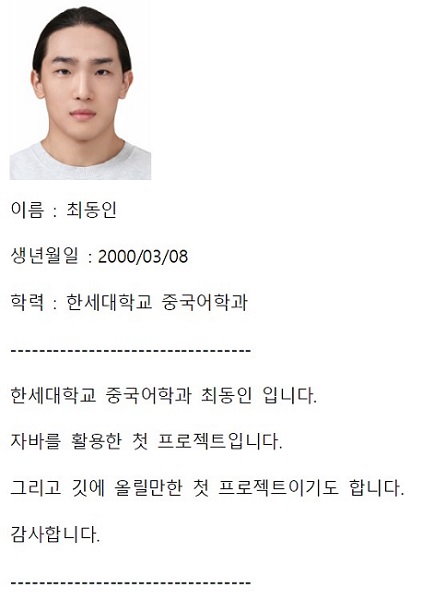 이름 : 최동인
생년월일 : 2000/03/08
학력 : 한세대학교 중국어학과
-----------------------------------
한세대학교 중국어학과 최동인 입니다.
자바를 활용한 첫 프로젝트입니다.
그리고 깃에 올릴만한 첫 프로젝트이기도 합니다.
감사합니다.
-----------------------------------